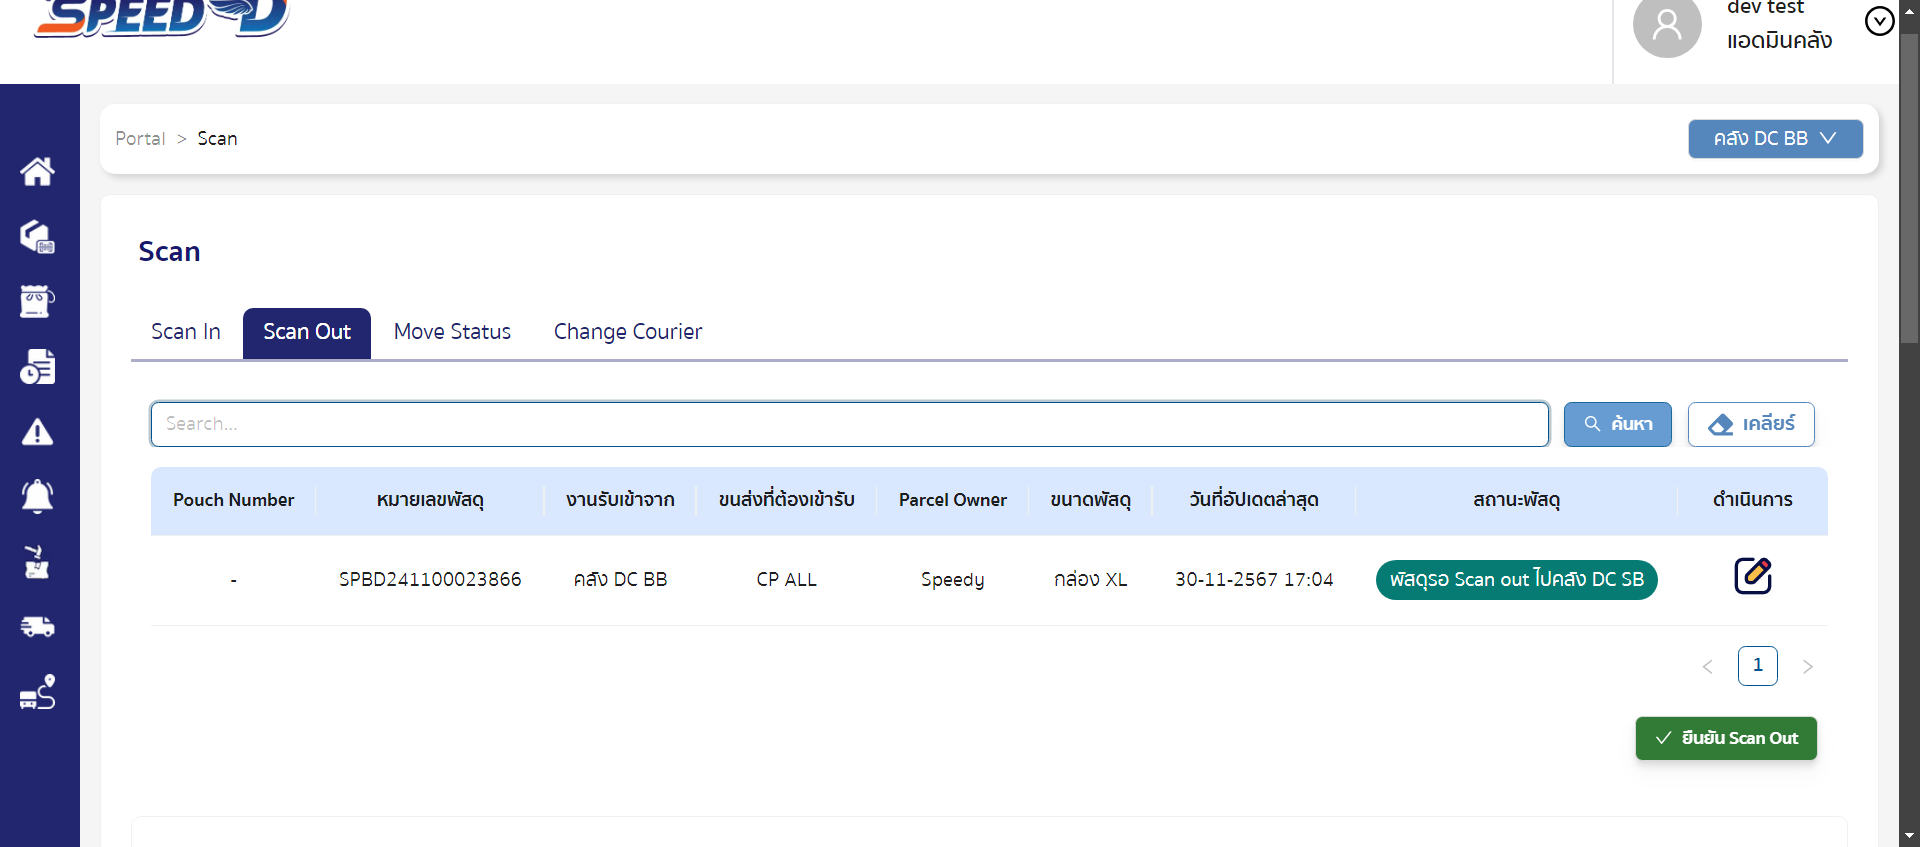 SPEED D
dev test
แอดมินคลัง
Portal > Scan
คลัง DC BB
Scan
Scan In
Scan Out
Move Status
Change Courier
Search...
ค้นหา
เคลียร์
Pouch Number
หมายเลขพัสดุ
งานรับเข้าจาก
ขนส่งที่ต้องเข้ารับ
Parcel Owner
ขนาดพัสดุ
วันที่อัปเดตล่าสุด
สถานะพัสดุ
ดำเนินการ
-
SPBD241100023866
คลัง DC BB
CP ALL
Speedy
กล่อง XL
30-11-2567 17:04
พัสดุรอ Scan out ไปคลัง DC SB
< 1 >
ยืนยัน Scan Out